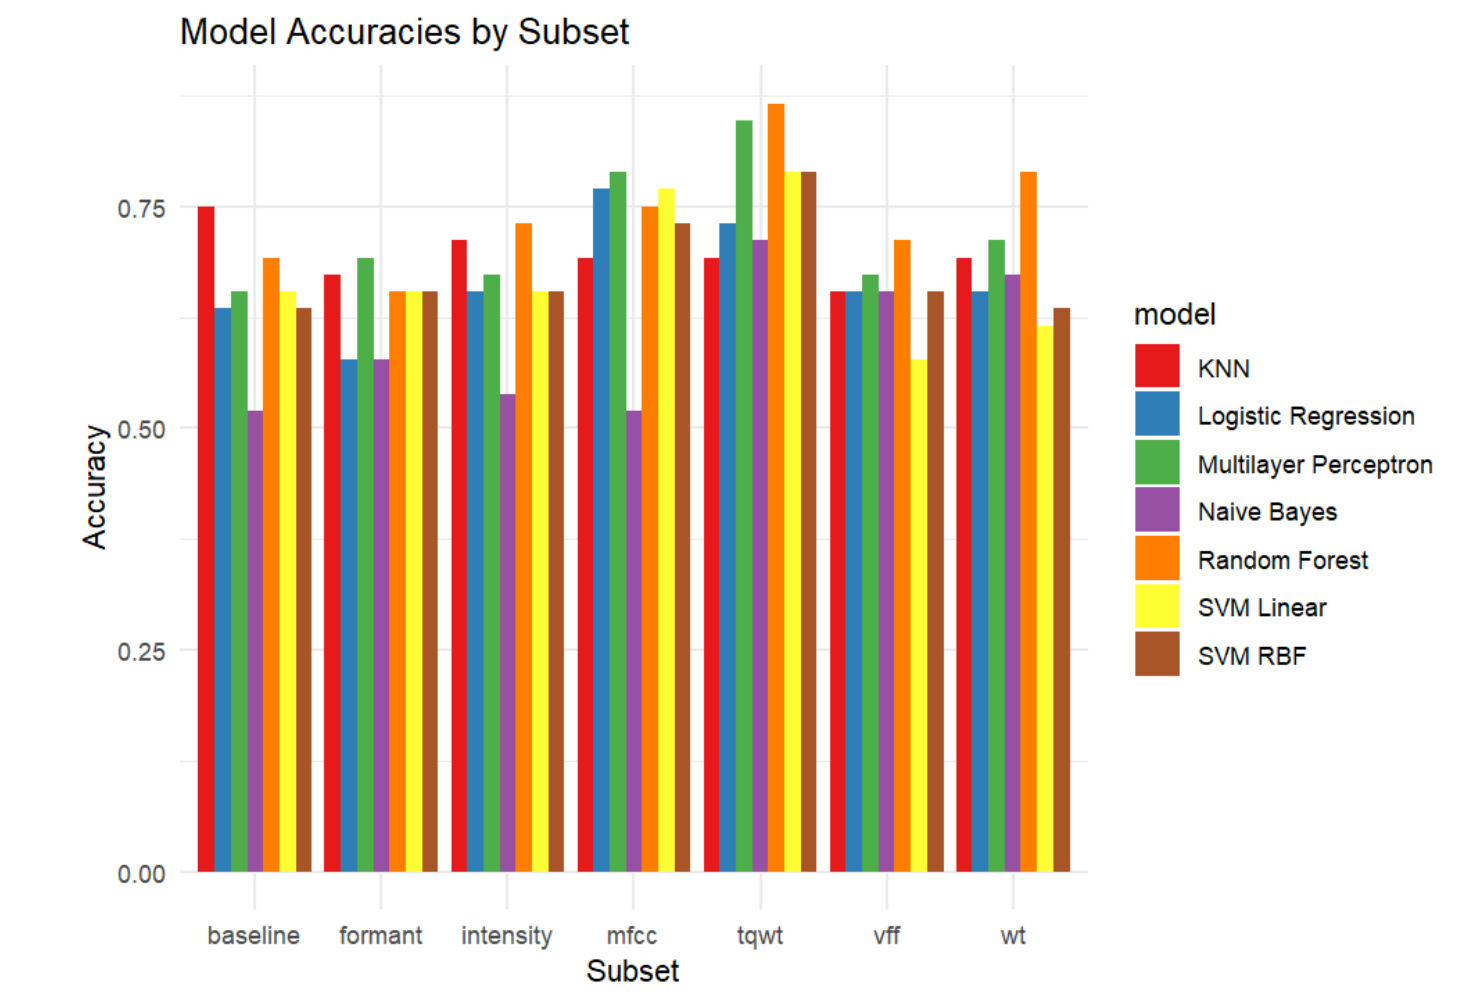 Model Accuracies by Subset
Accuracy
0.75
0.50
0.25
0.00
baseline formant intensity mfcc tqwt vff wt
Subset
model
KNN
Logistic Regression
Multilayer Perceptron
Naive Bayes
Random Forest
SVM Linear
SVM RBF